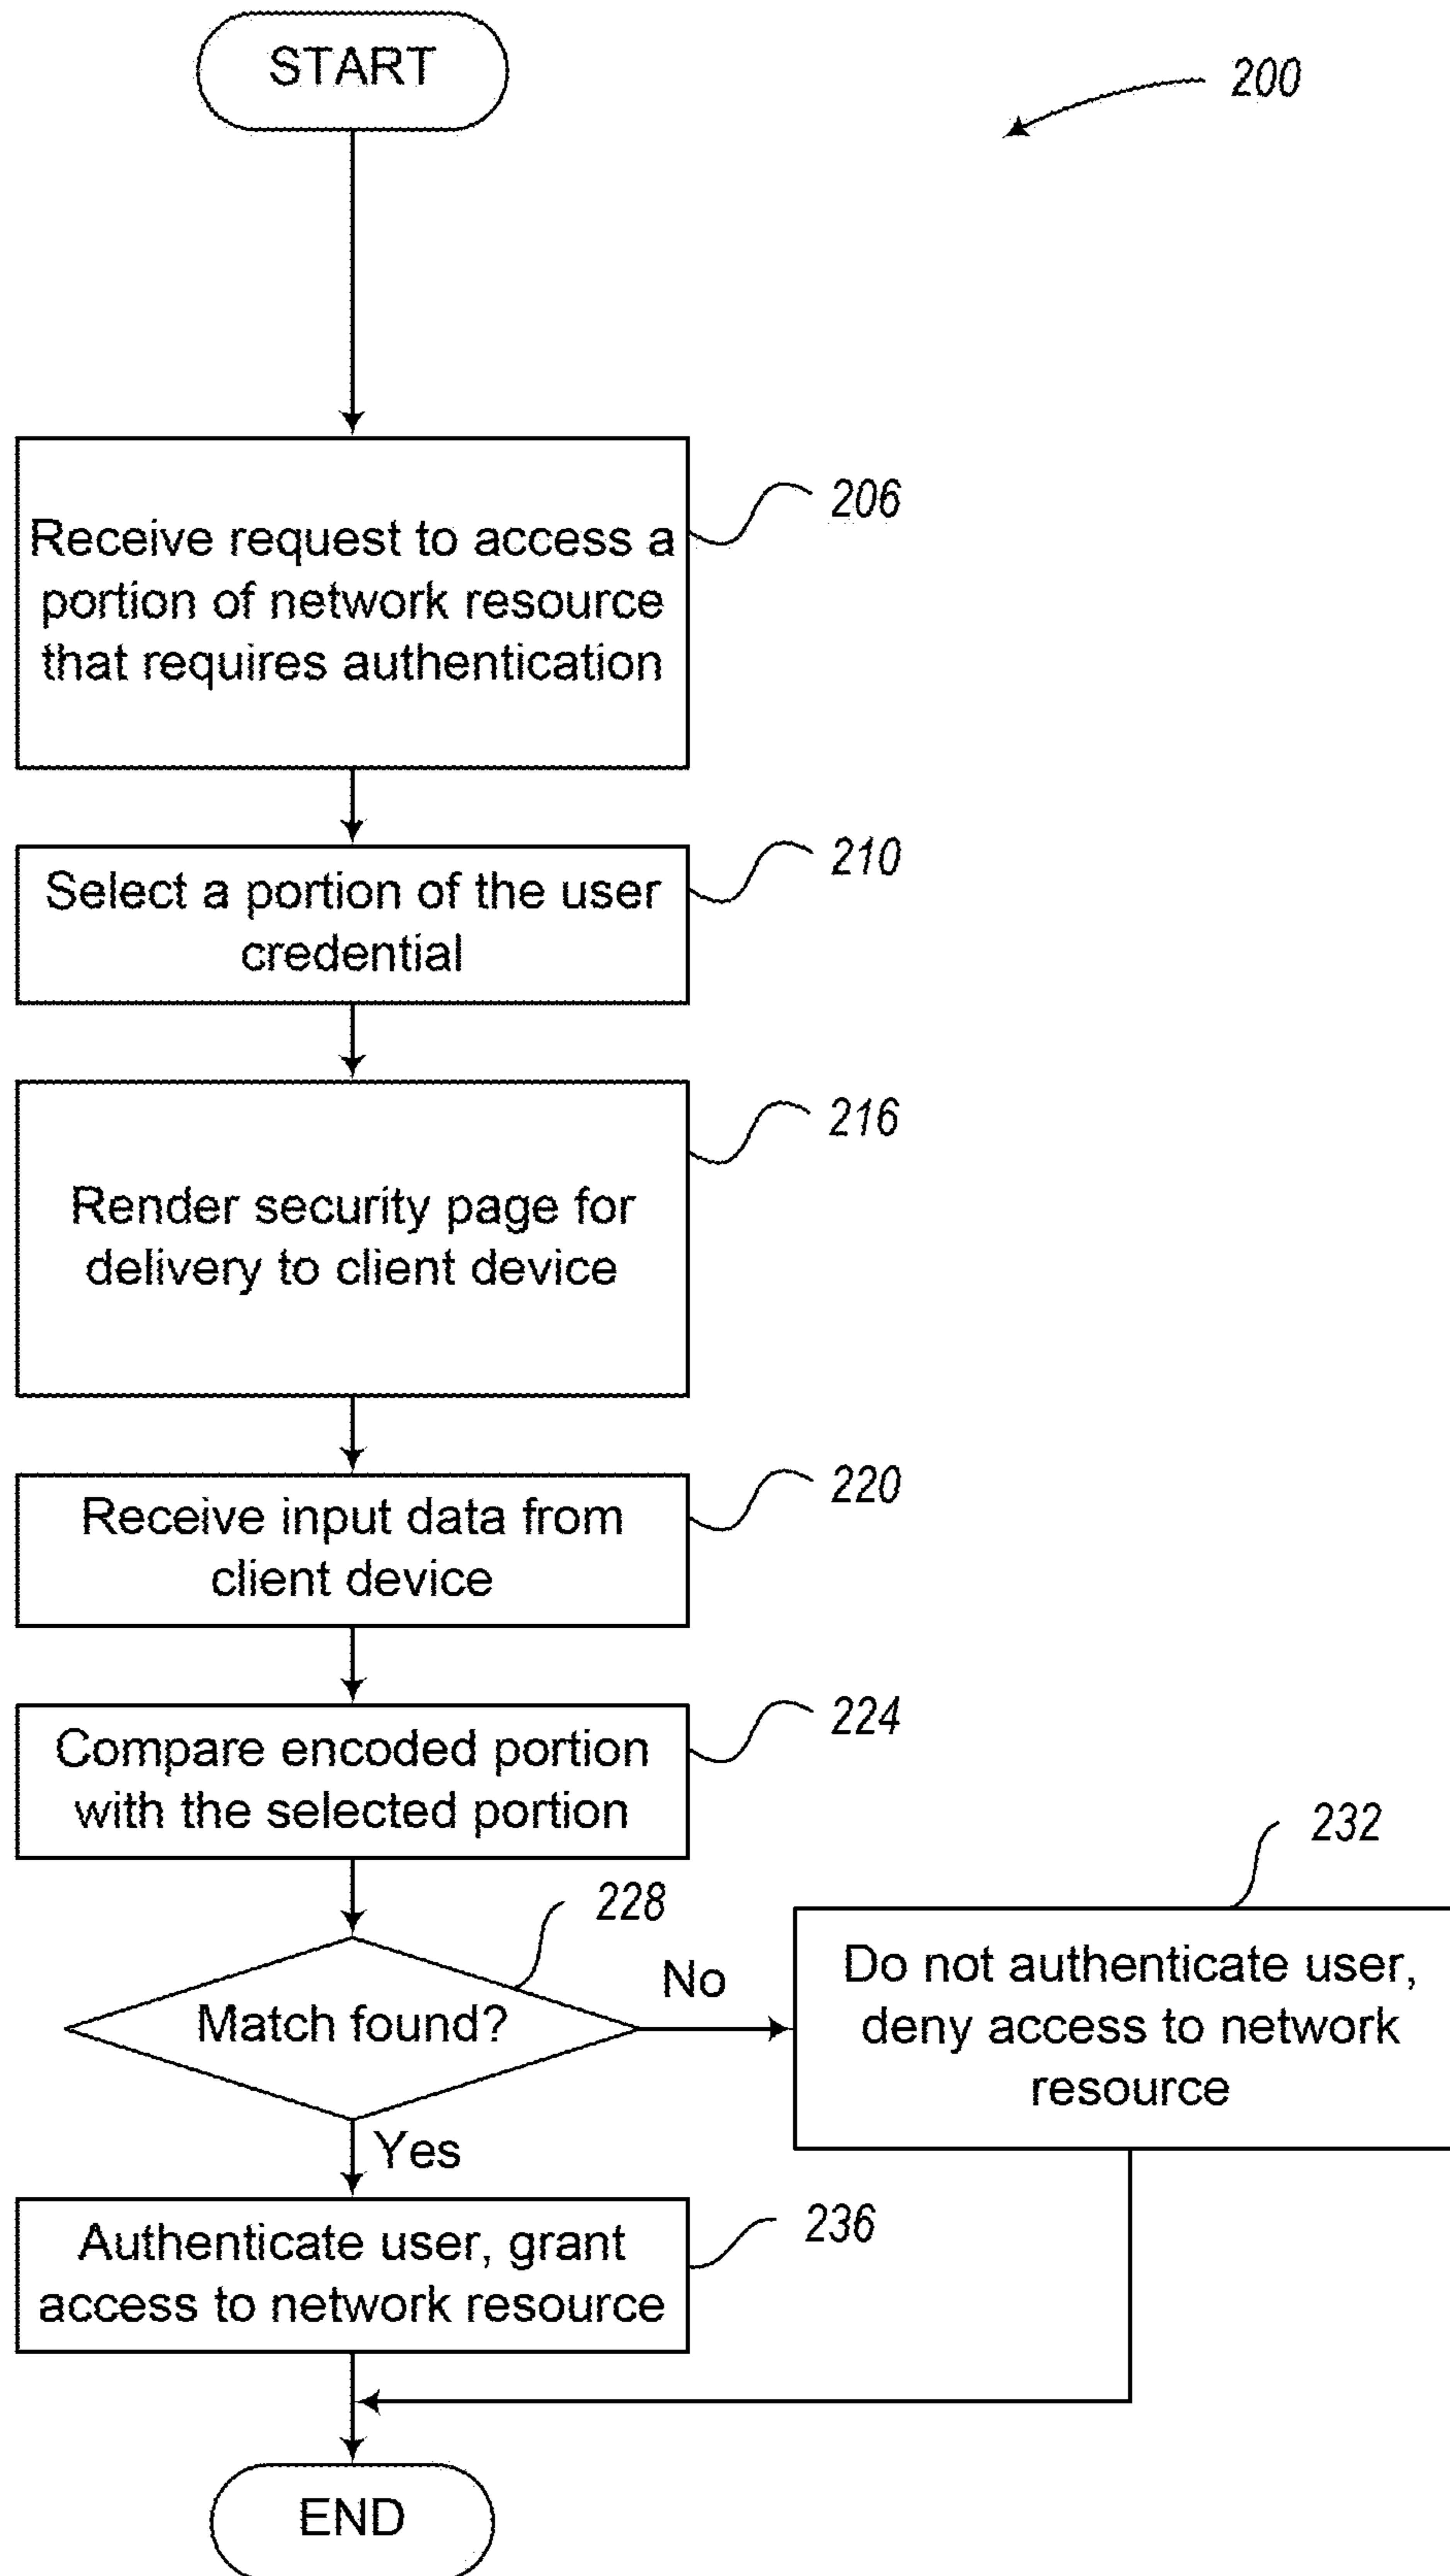 START
200
Receive request to access a
portion of network resource
that requires authentication
206
Select a portion of the user
credential
210
Render security page for
delivery to client device
216
Receive input data from
client device
220
Compare encoded portion
with the selected portion
224
Match found?
228
No
Do not authenticate user,
deny access to network
resource
232
Yes
Authenticate user, grant
access to network resource
236
END